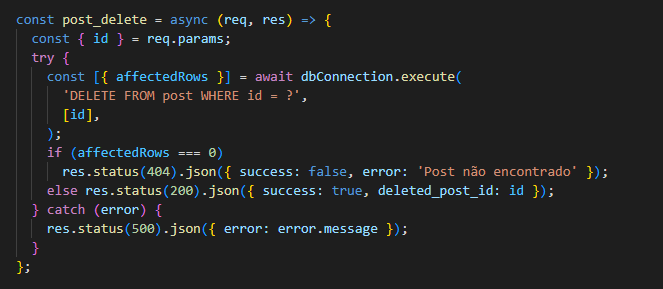 const post_delete = async (req, res) => {
  const { id } = req.params;
  try {
    const [{ affectedRows }] = await dbConnection.execute(
      'DELETE FROM post WHERE id = ?',
      [id],
    );
    if (affectedRows === 0)
      res.status(404).json({ success: false, error: 'Post não encontrado' });
    else res.status(200).json({ success: true, deleted_post_id: id });
  } catch (error) {
    res.status(500).json({ error: error.message });
  }
};